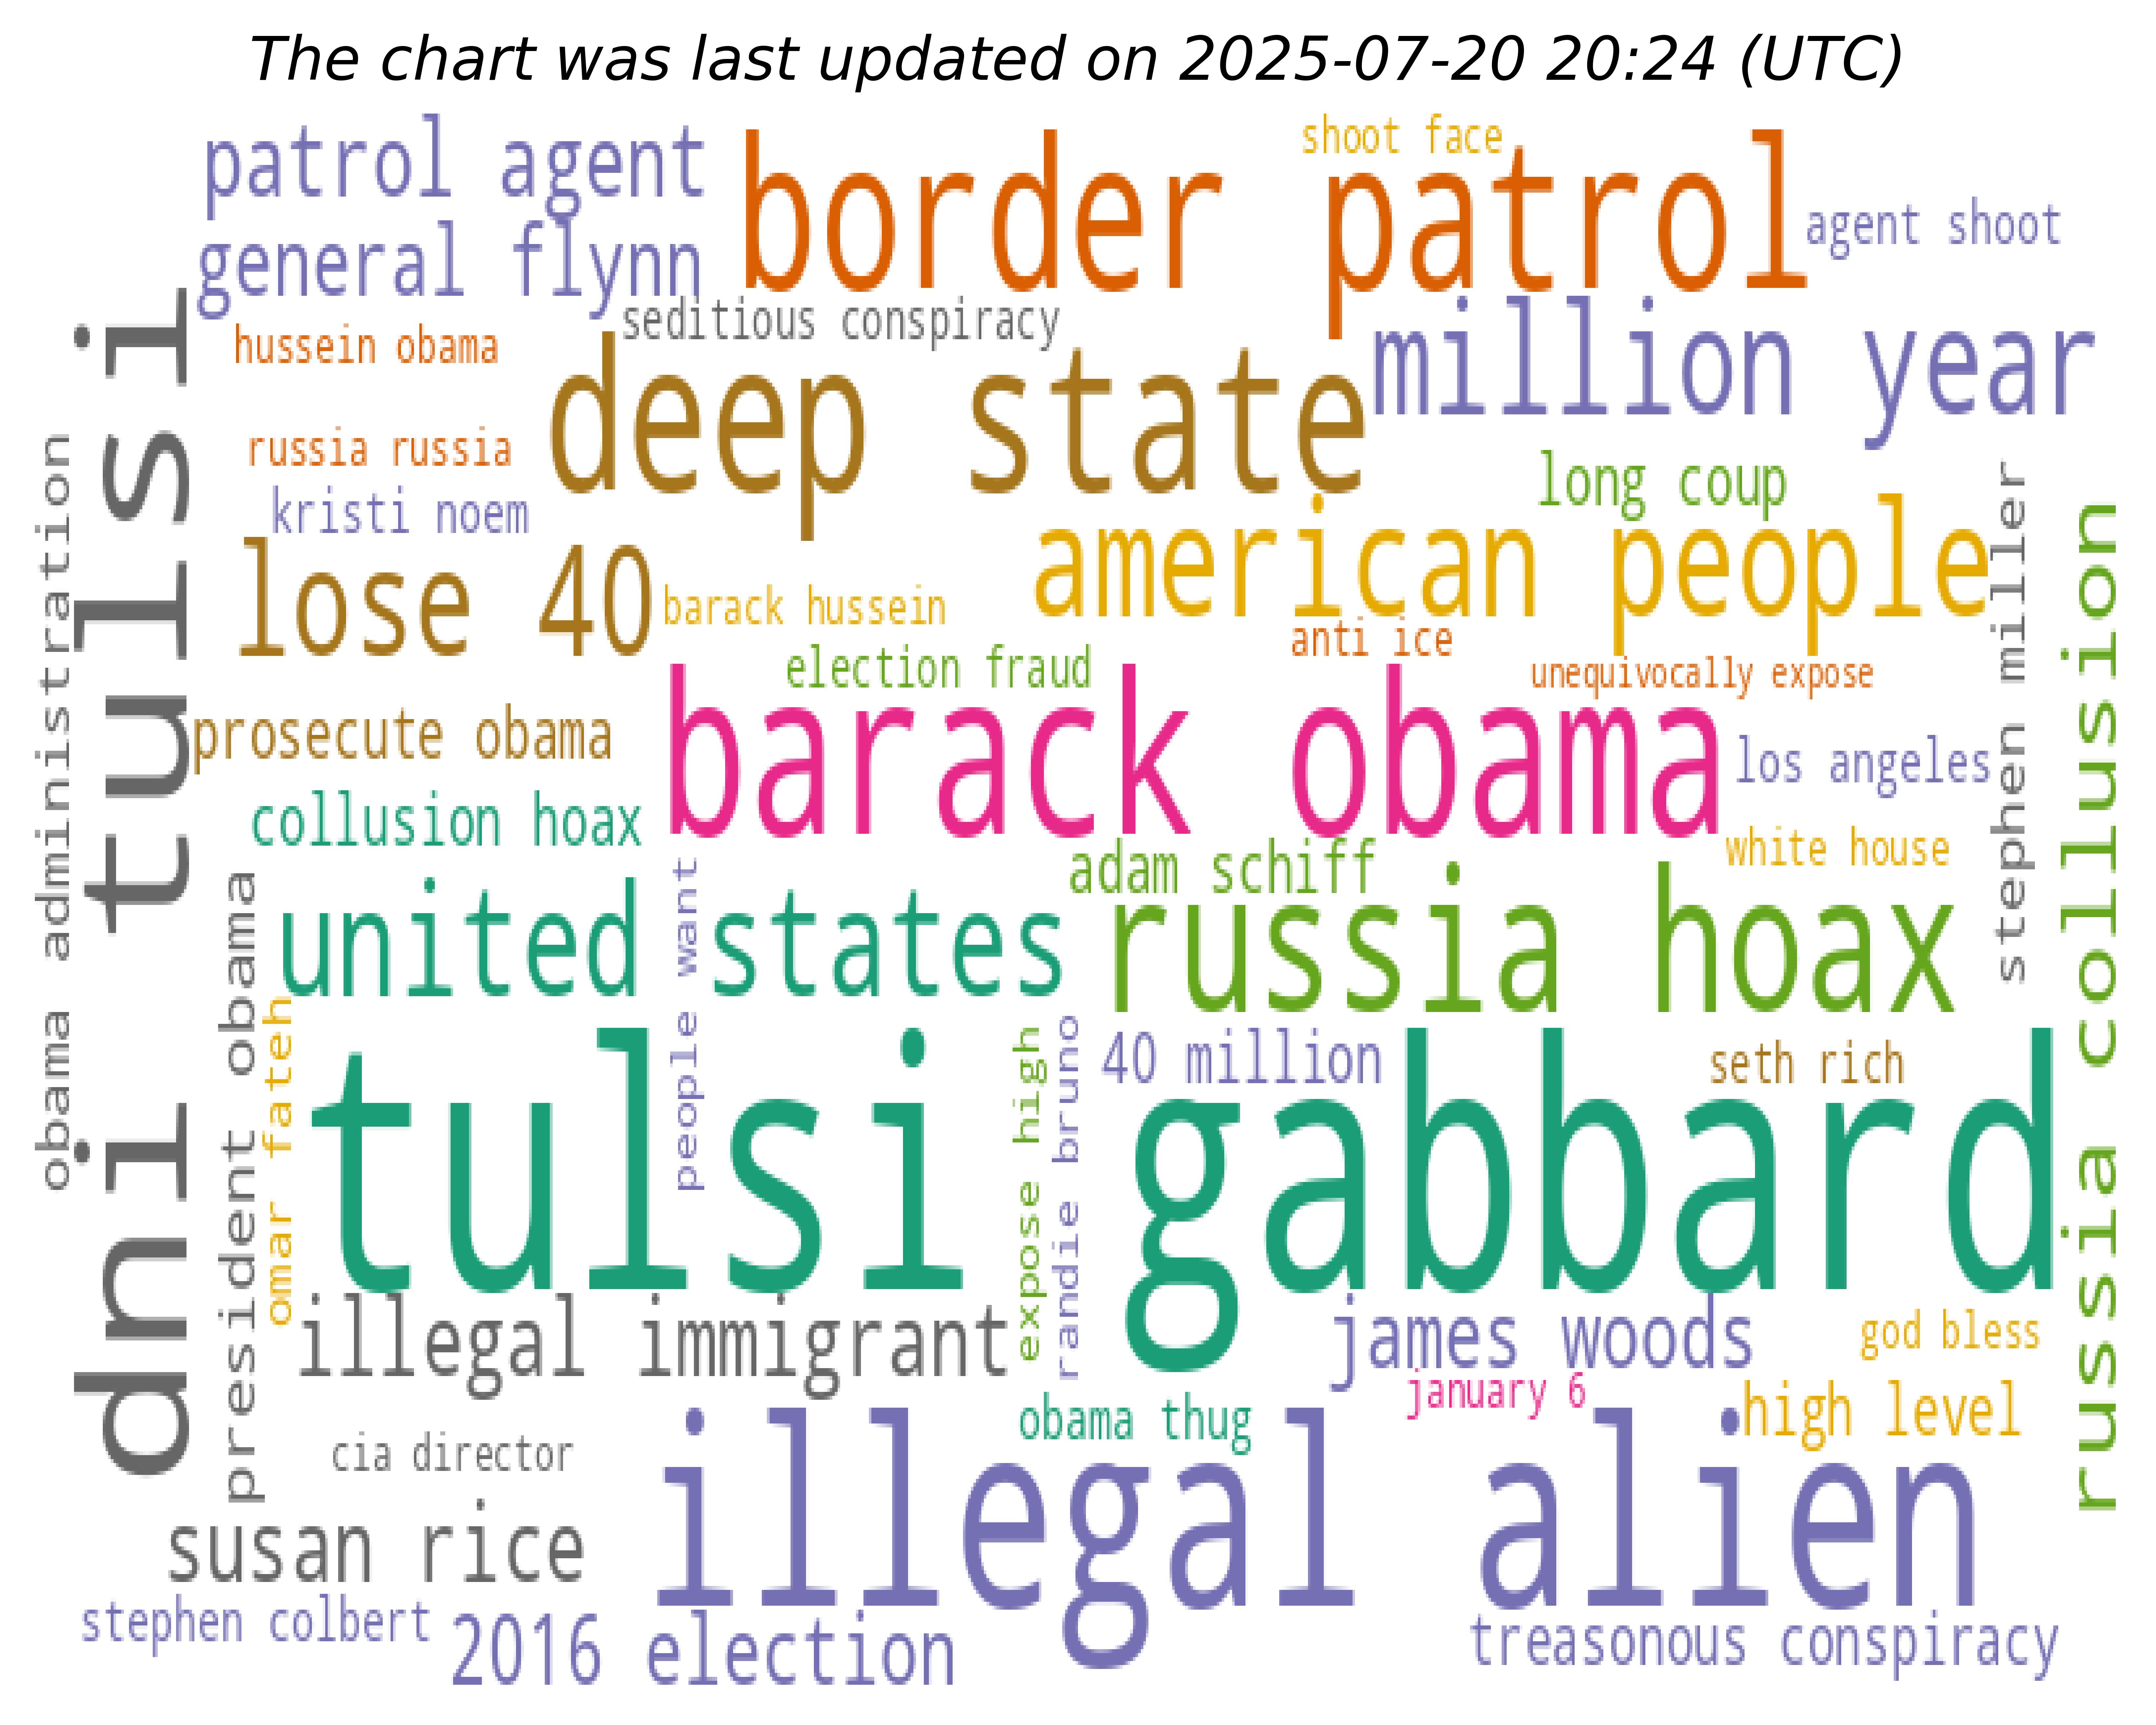 The chart was last updated on 2025-07-20 20:24 (UTC)
patrol agent
border patrol
shoot face
agent shoot
general flynn
seditious conspiracy
million year
hussein obama
deep state
russia russia
long coup
kristi noem
american people
lose 40
barack hussein
anti ice
election fraud
unequivocally expose
prosecute obama
barack obama
los angeles
collusion hoax
adam schiff
white house
united states
russia hoax
40 million
seth rich
tulsi gabbard
illegal immigrant
james woods
god bless
january 6
obama thug
high level
cia director
illegal alien
susan rice
stephen colbert
2016 election
treasonous conspiracy
obama administration
dni tulsi
president obama
omar fateh
people want
expose high
randie bruno
stephen miller
russia collusion